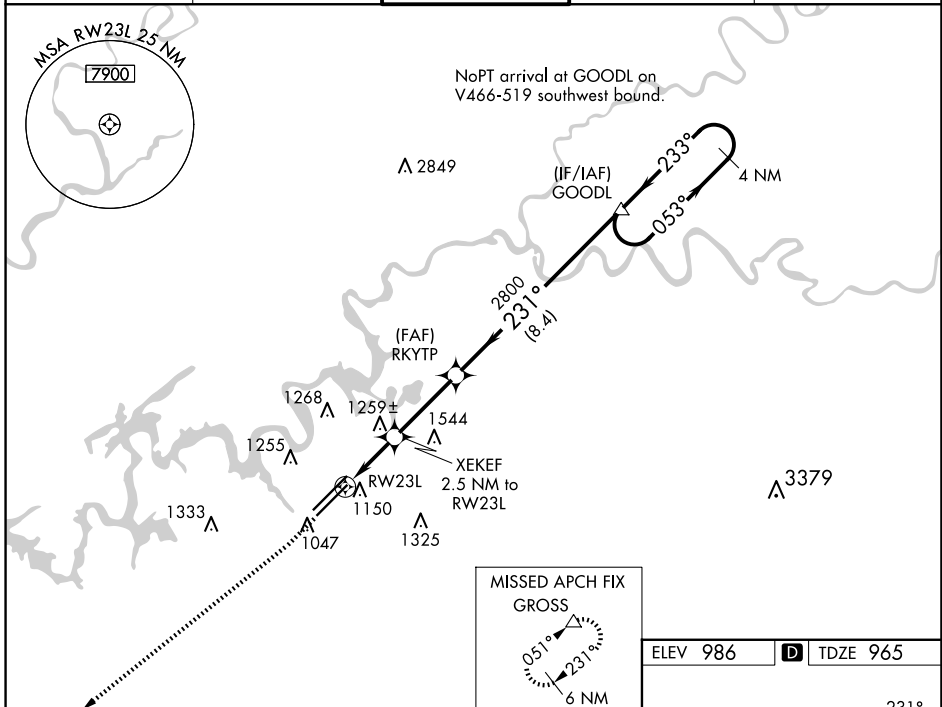 MSA RW23L 25 NM
7900
NoPT arrival at GOODL on
V466-519 southwest bound.
2849
(IF/IAF)
GOODL
233°
053°
4 NM
2800
231°
(8.4)
(FAF)
RKYTP
1268
1259±
1544
1255
XEKEF
2.5 NM to
RW23L
RW23L
1150
3379
1333
1047
1325
MISSED APCH FIX
GROSS
051°
231°
6 NM
ELEV 986 D TDZE 965
231°